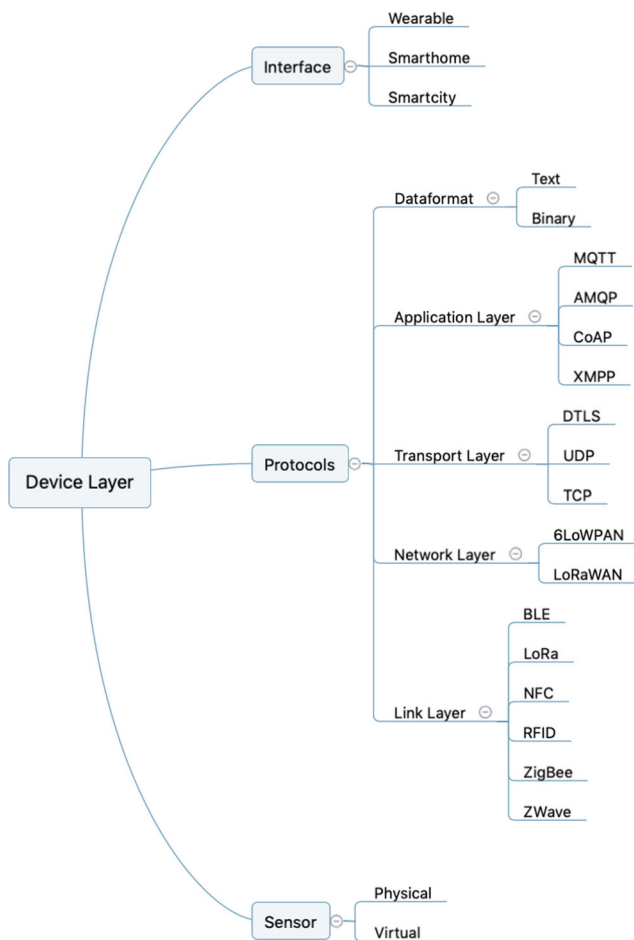 Wearable
Interface
Smarthome
Smartcity
Text
Dataformat
Binary
MQTT
AMQP
Application Layer
CoAP
XMPP
DTLS
Device Layer
Protocols
Transport Layer
UDP
TCP
6LoWPAN
Network Layer
LoRaWAN
BLE
LoRa
NFC
Link Layer
RFID
ZigBee
ZWave
Physical
Sensor
Virtual